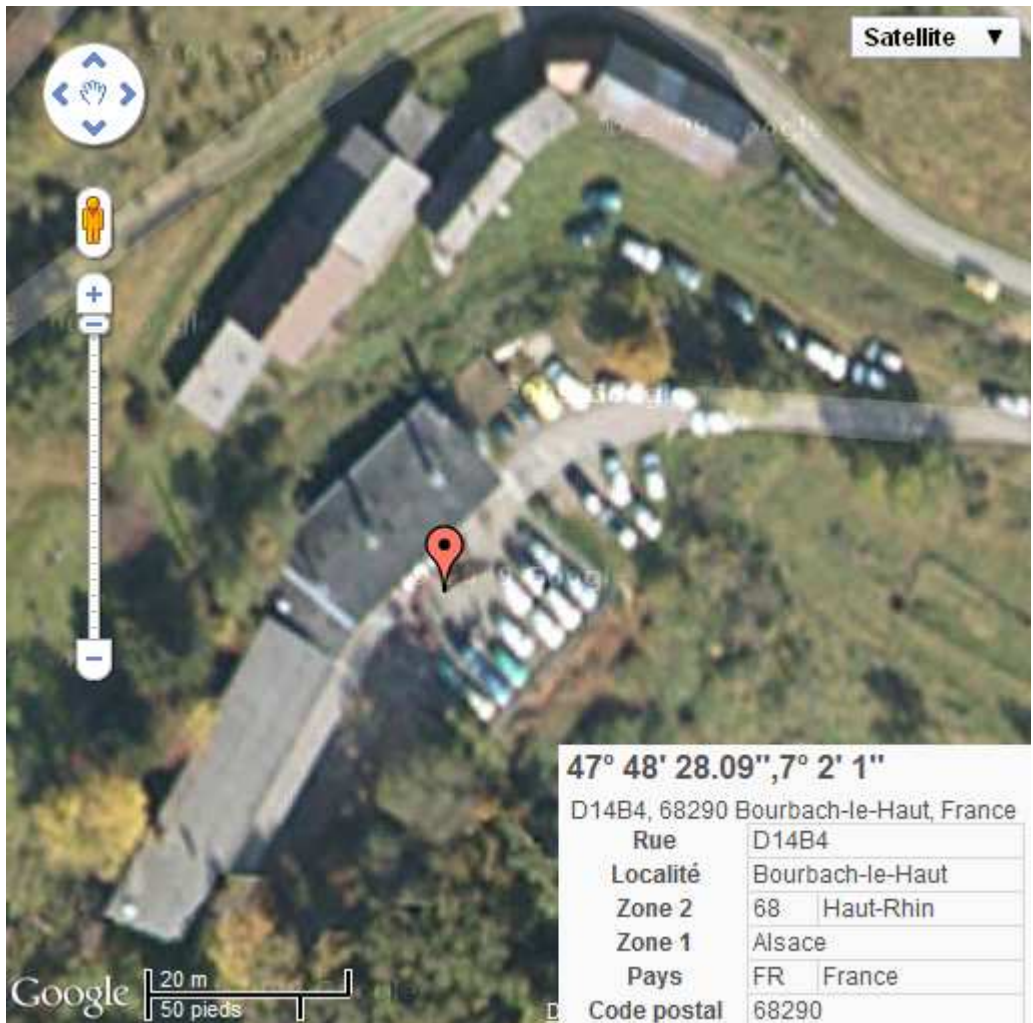 Satellite ▼
47° 48' 28.09",7° 2' 1"
D14B4, 68290 Bourbach-le-Haut, France
Rue D14B4
Localité Bourbach-le-Haut
Zone 2 68 Haut-Rhin
Zone 1 Alsace
Pays FR France
Code postal 68290
Google
20 m
50 pieds